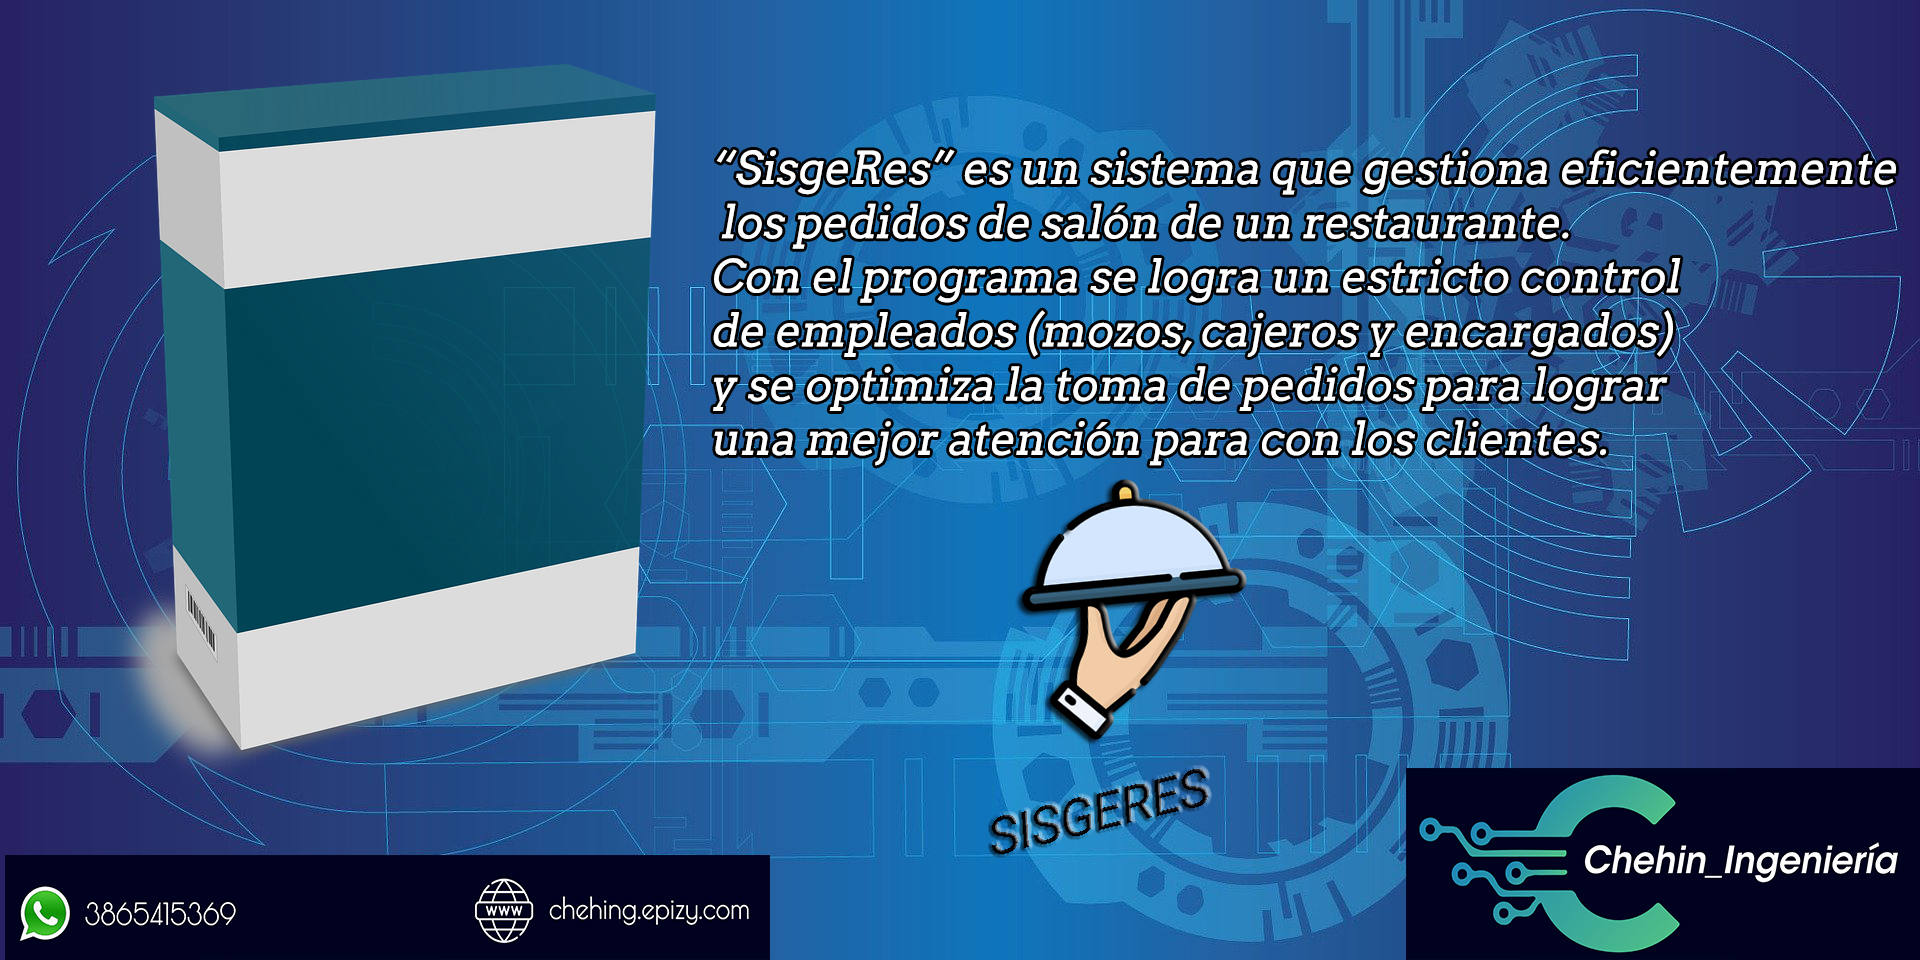 “SisgeRes” es un sistema que gestiona eficientemente
los pedidos de salón de un restaurante.
Con el programa se logra un estricto control
de empleados (mozos, cajeros y encargados)
y se optimiza la toma de pedidos para lograr
una mejor atención para con los clientes.
SISGERES
3865415369
www
chehing.epizy.com
Chehin_Ingeniería